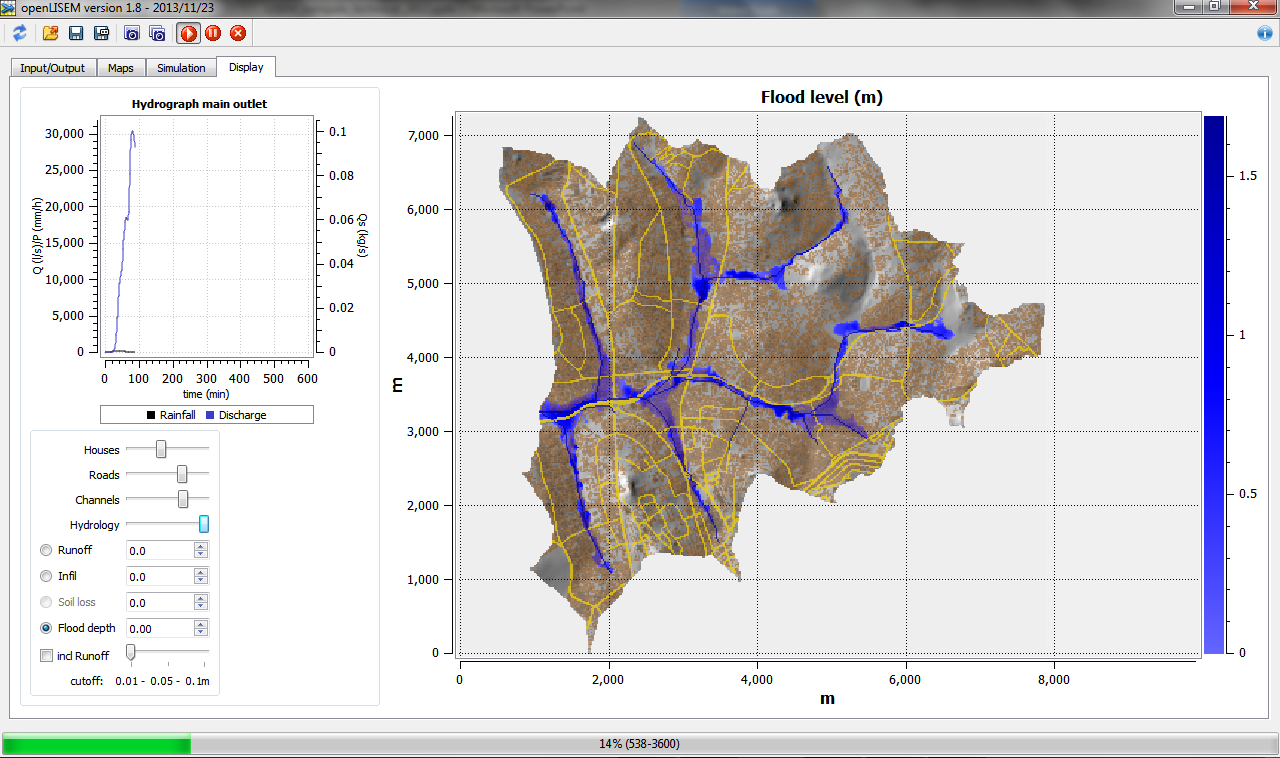 openLISEM version 1.8 - 2013/11/23
Input/Output Maps Simulation Display
Hydrograph main outlet
30,000
25,000
20,000
15,000
10,000
5,000
0
Q (l/s)/P (mm/h)
0.1
0.08
0.06
0.04
0.02
0
Qs (kg/s)
0 100 200 300 400 500 600
time (min)
Rainfall Discharge
Houses
Roads
Channels
Hydrology
Runoff 0.0
Infil 0.0
Soil loss 0.0
Flood depth 0.00
incl Runoff
cutoff: 0.01 - 0.05 - 0.1m
Flood level (m)
7,000
6,000
5,000
4,000
3,000
2,000
1,000
0
m
0 2,000 4,000 6,000 8,000
m
1.5
1
0.5
0
14% (538-3600)